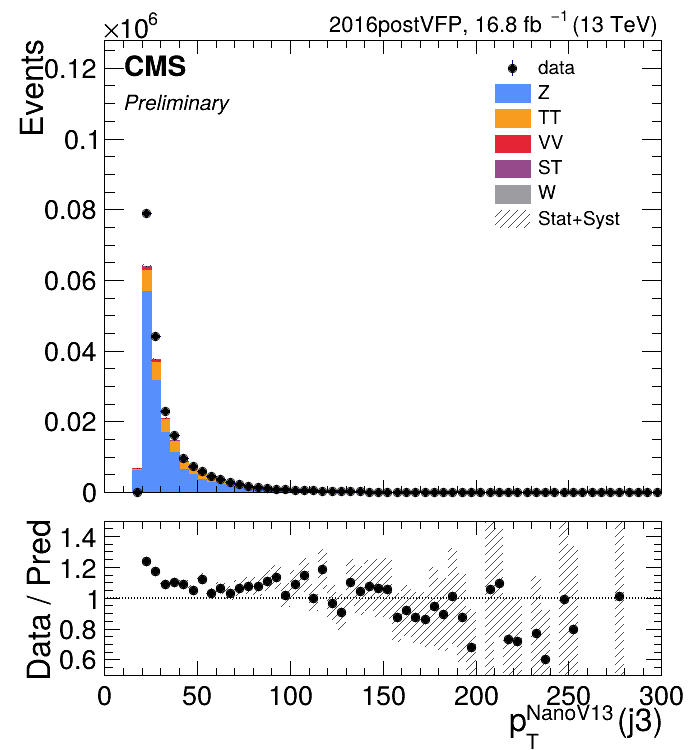 ×10⁶
2016postVFP, 16.8 fb ⁻¹ (13 TeV)
Events
CMS
Preliminary
data
Z
TT
VV
ST
W
Stat+Syst
0.12
0.1
0.08
0.06
0.04
0.02
0
Data / Pred
1.4
1.2
1
0.8
0.6
0 50 100 150 200 250 300
p_T^NanoV13 (j3)